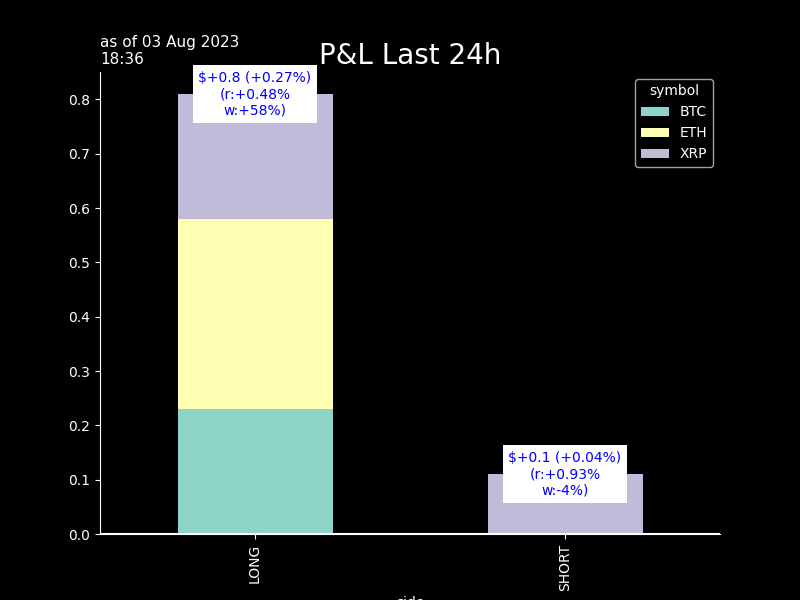 as of 03 Aug 2023
18:36
P&L Last 24h
$+0.8 (+0.27%)
(r:+0.48%
w:+58%)
symbol
BTC
ETH
XRP
0.8
0.7
0.6
0.5
0.4
0.3
0.2
0.1
0.0
$+0.1 (+0.04%)
(r:+0.93%
w:-4%)
LONG
SHORT
side